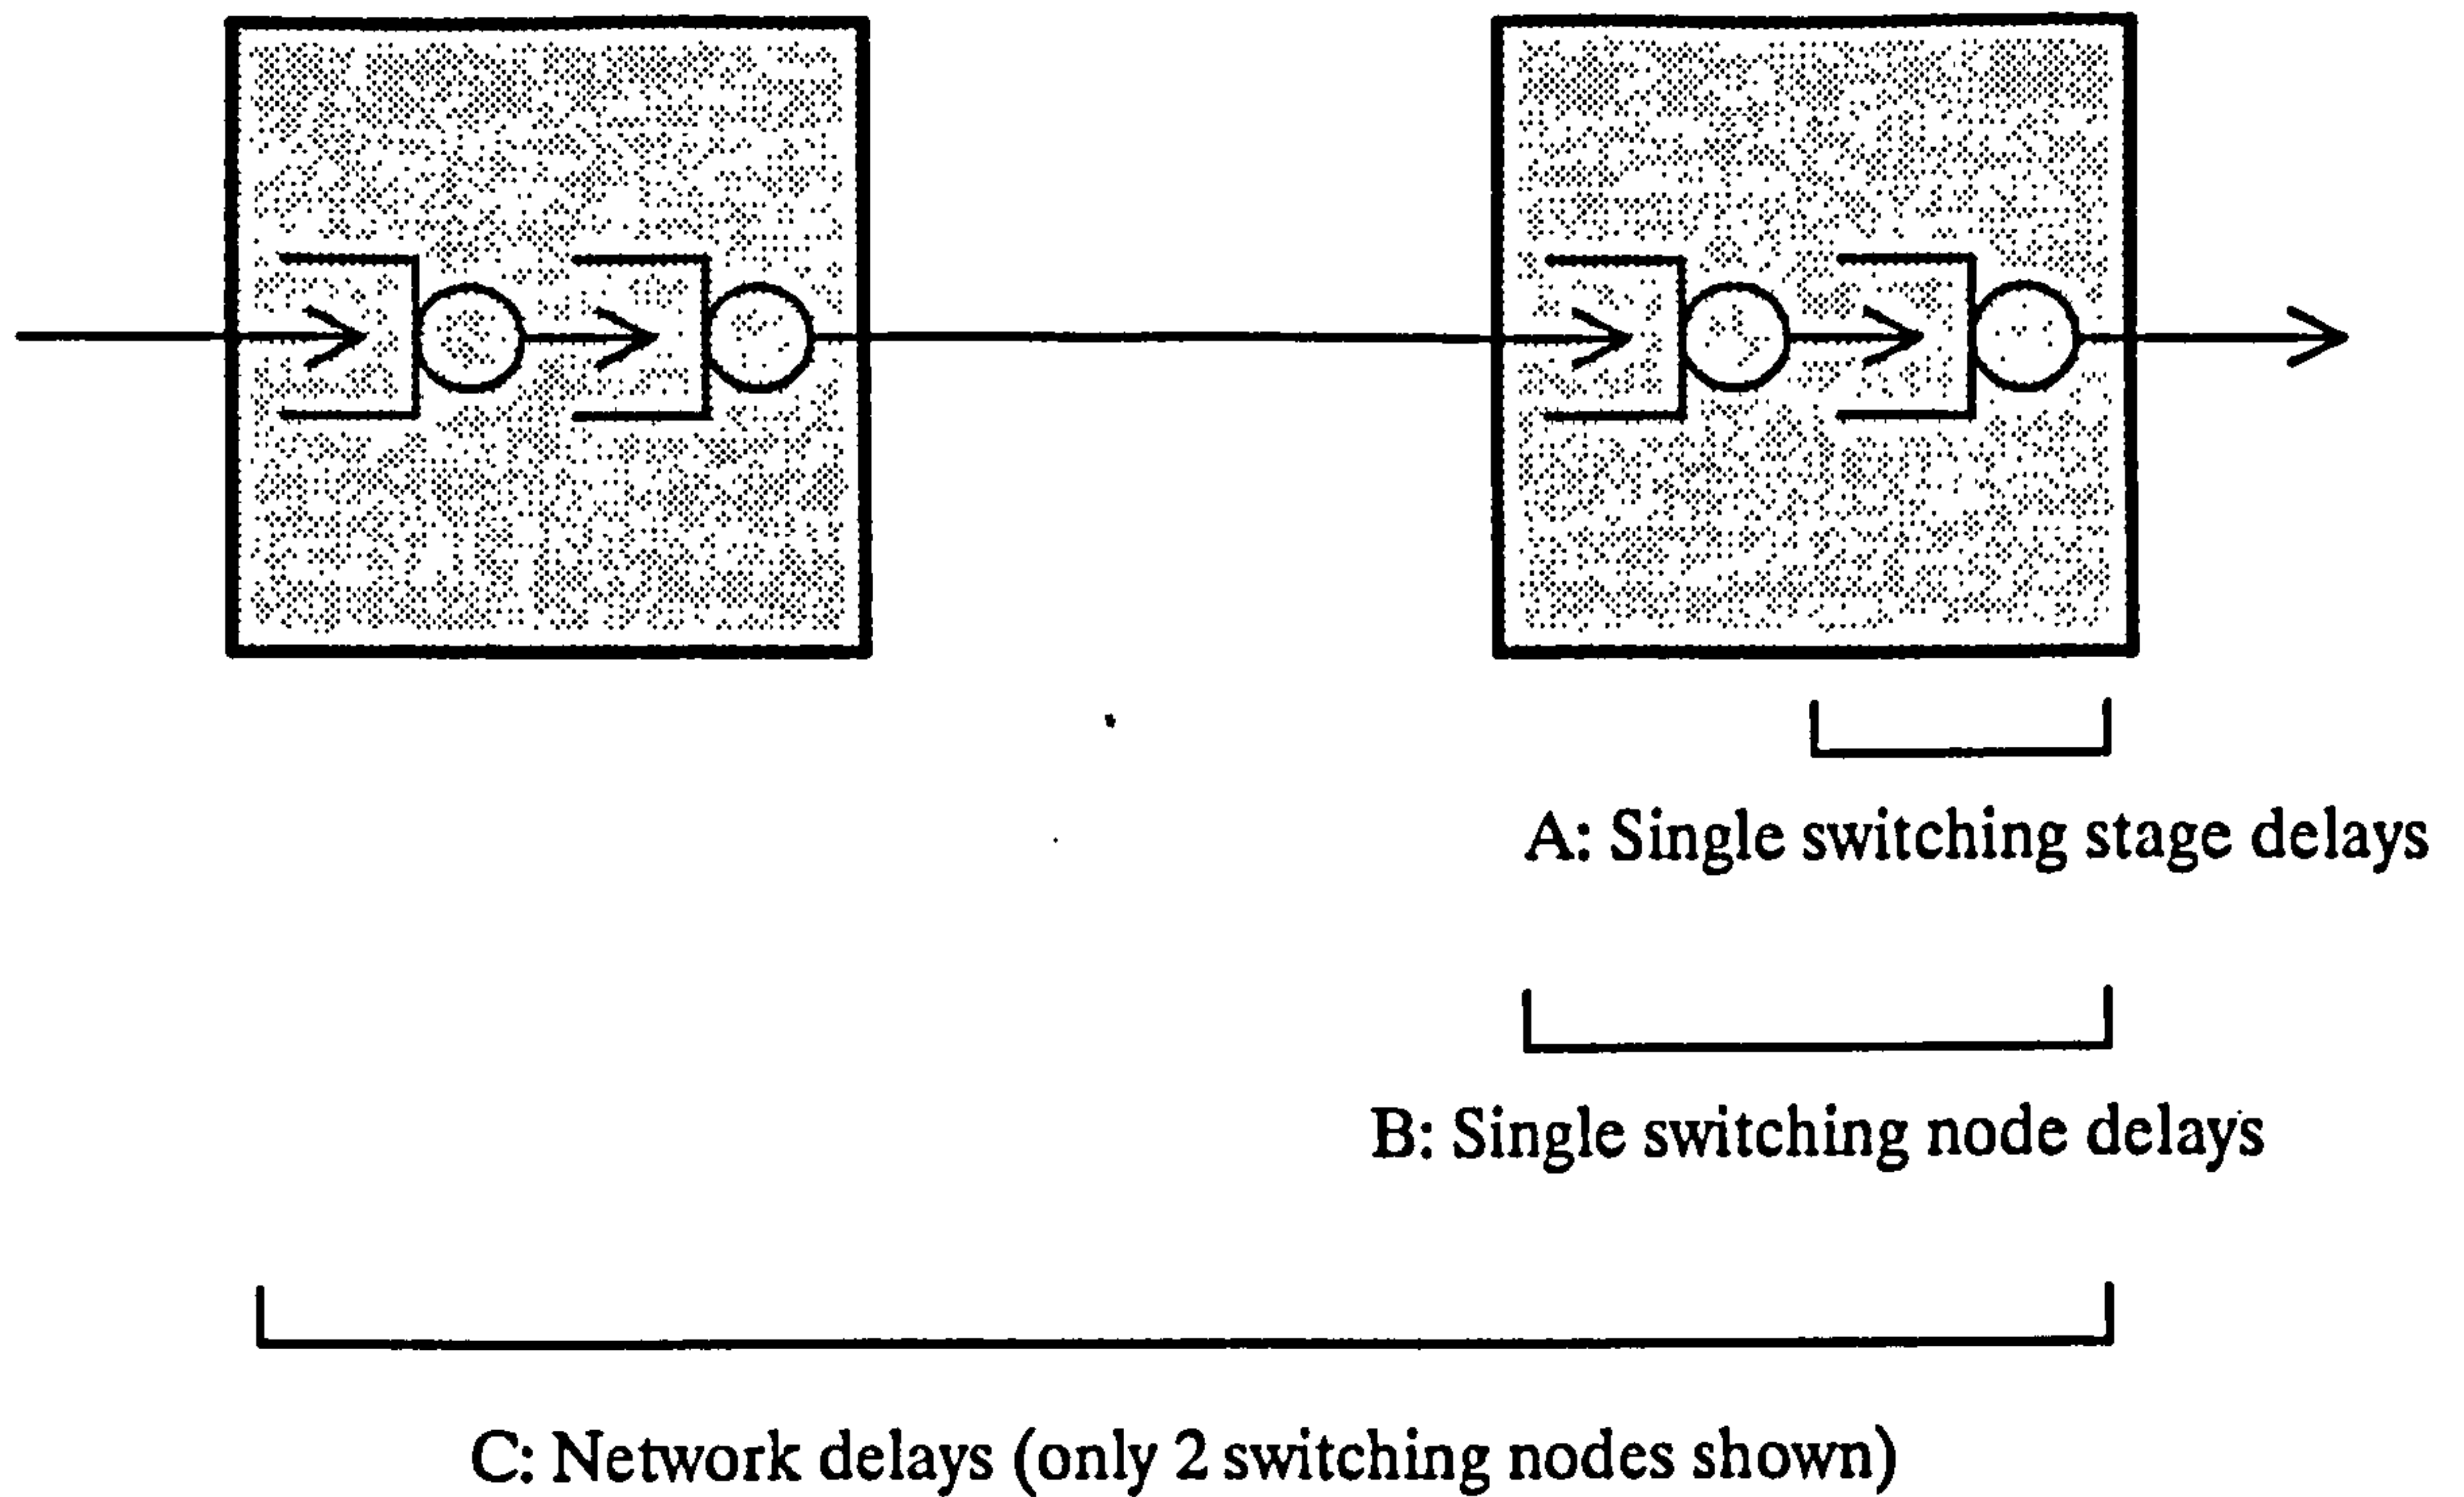 A: Single switching stage delays
B: Single switching node delays
C: Network delays (only 2 switching nodes shown)